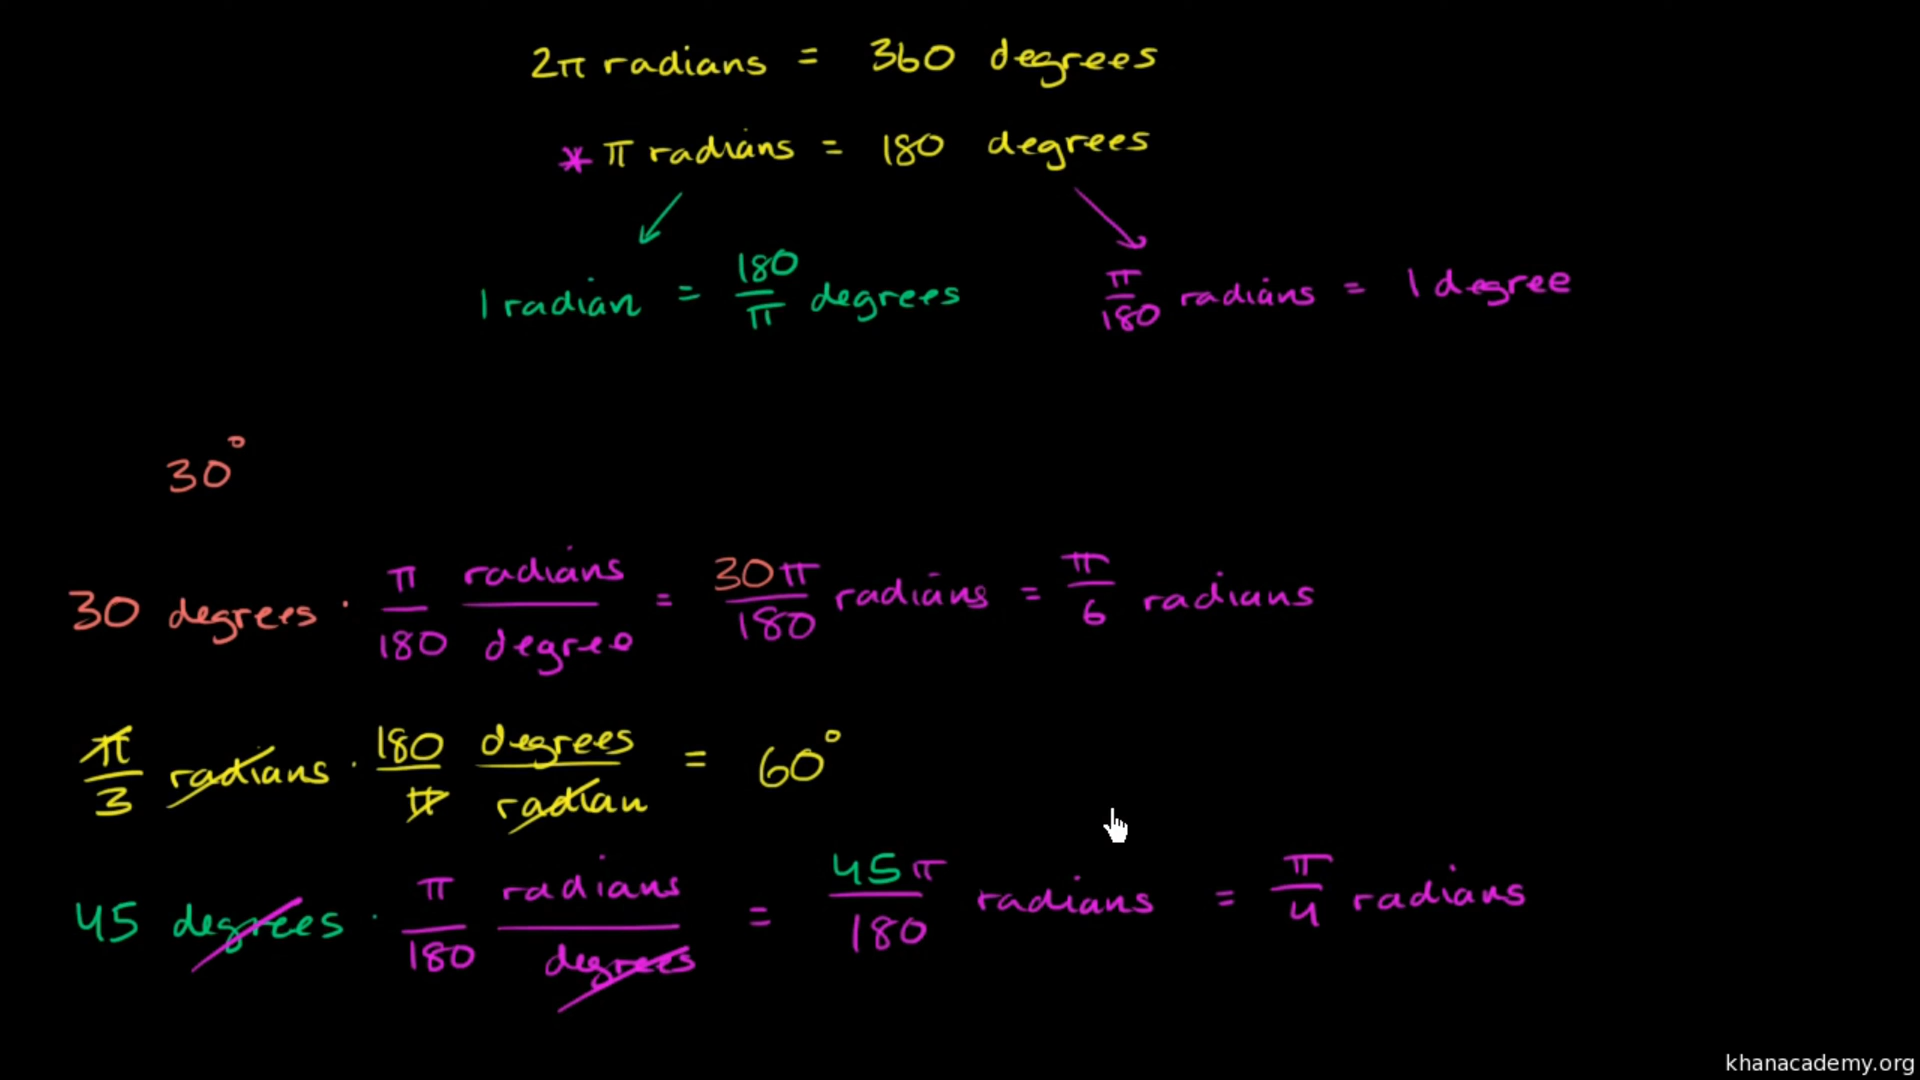 2π radians = 360 degrees
* π radians = 180 degrees
1 radian = 180/π degrees
π/180 radians = 1 degree
30°
30 degrees · π/180 radians/degree = 30π/180 radians = π/6 radians
π/3 radians · 180/π degrees/radian = 60°
45 degrees · π/180 radians/degrees = 45π/180 radians = π/4 radians
khanacademy.org